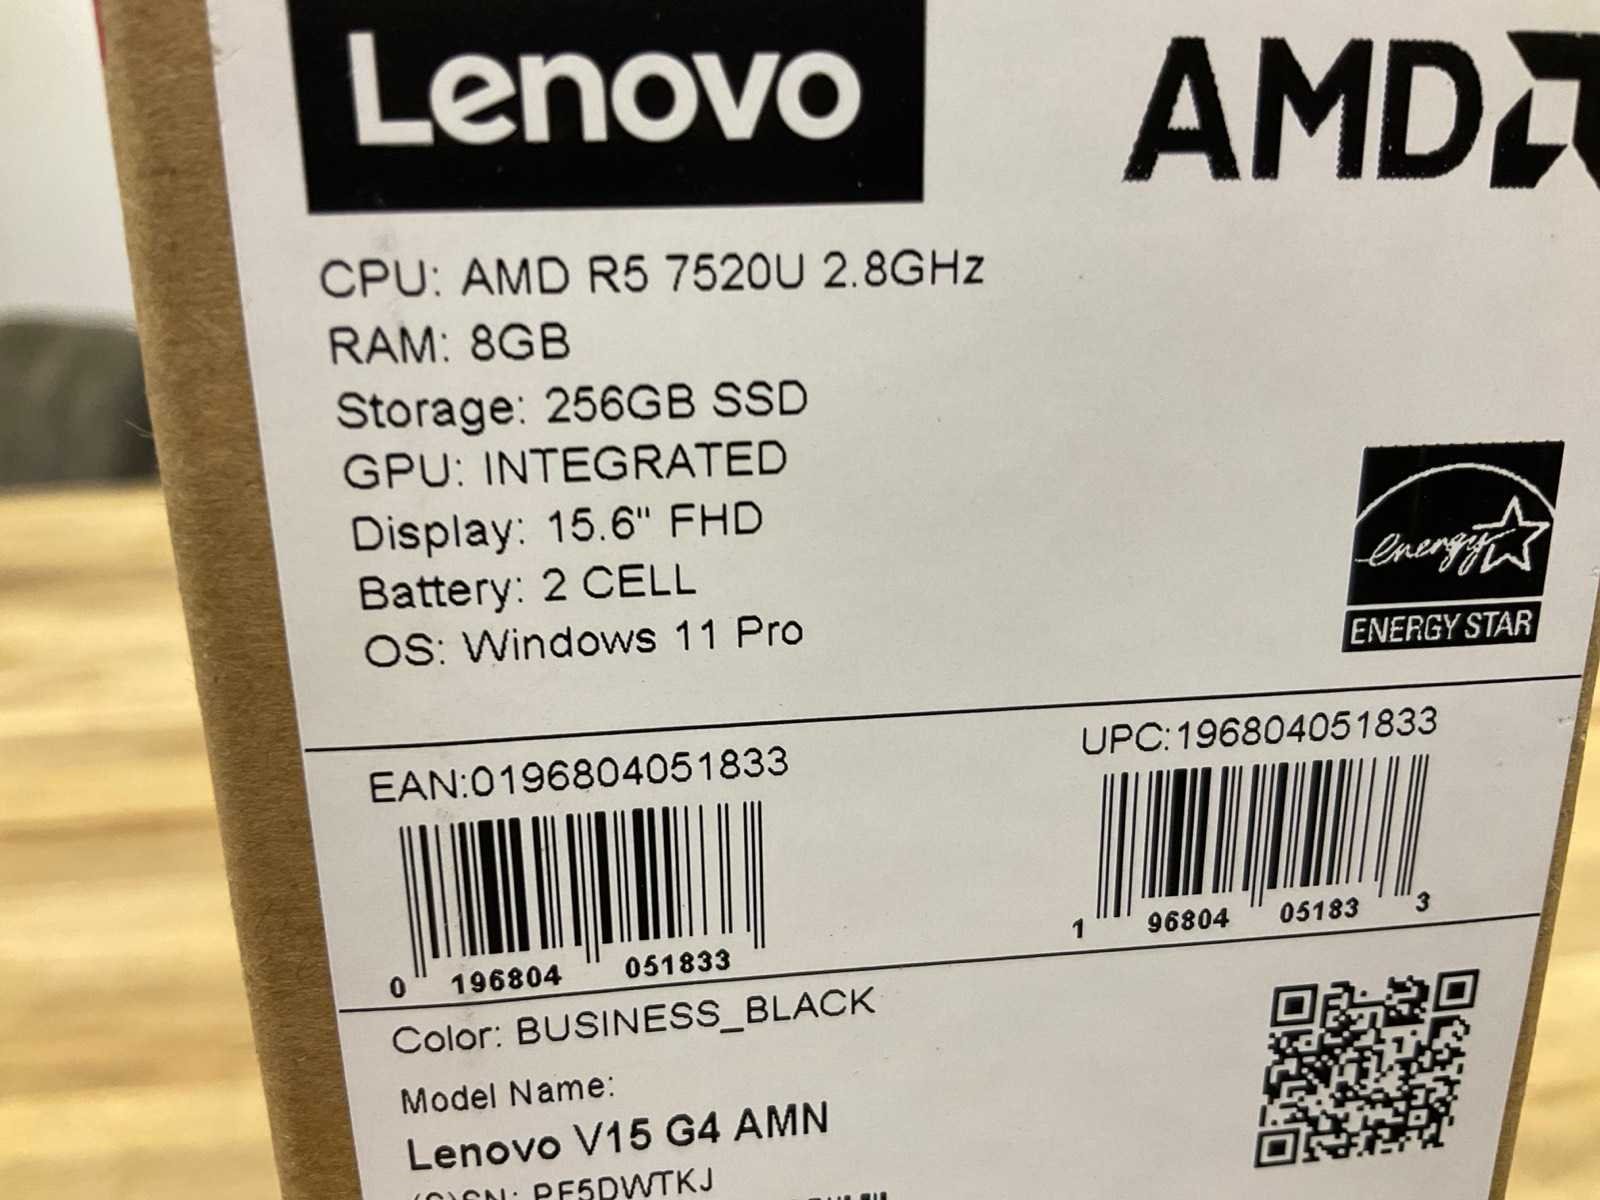 Lenovo
AMD
CPU: AMD R5 7520U 2.8GHz
RAM: 8GB
Storage: 256GB SSD
GPU: INTEGRATED
Display: 15.6" FHD
Battery: 2 CELL
OS: Windows 11 Pro
energy
ENERGY STAR
EAN:0196804051833
0 196804 051833
UPC:196804051833
1 96804 05183 3
Color: BUSINESS_BLACK
Model Name:
Lenovo V15 G4 AMN
(S)SN: PF5DWTKJ